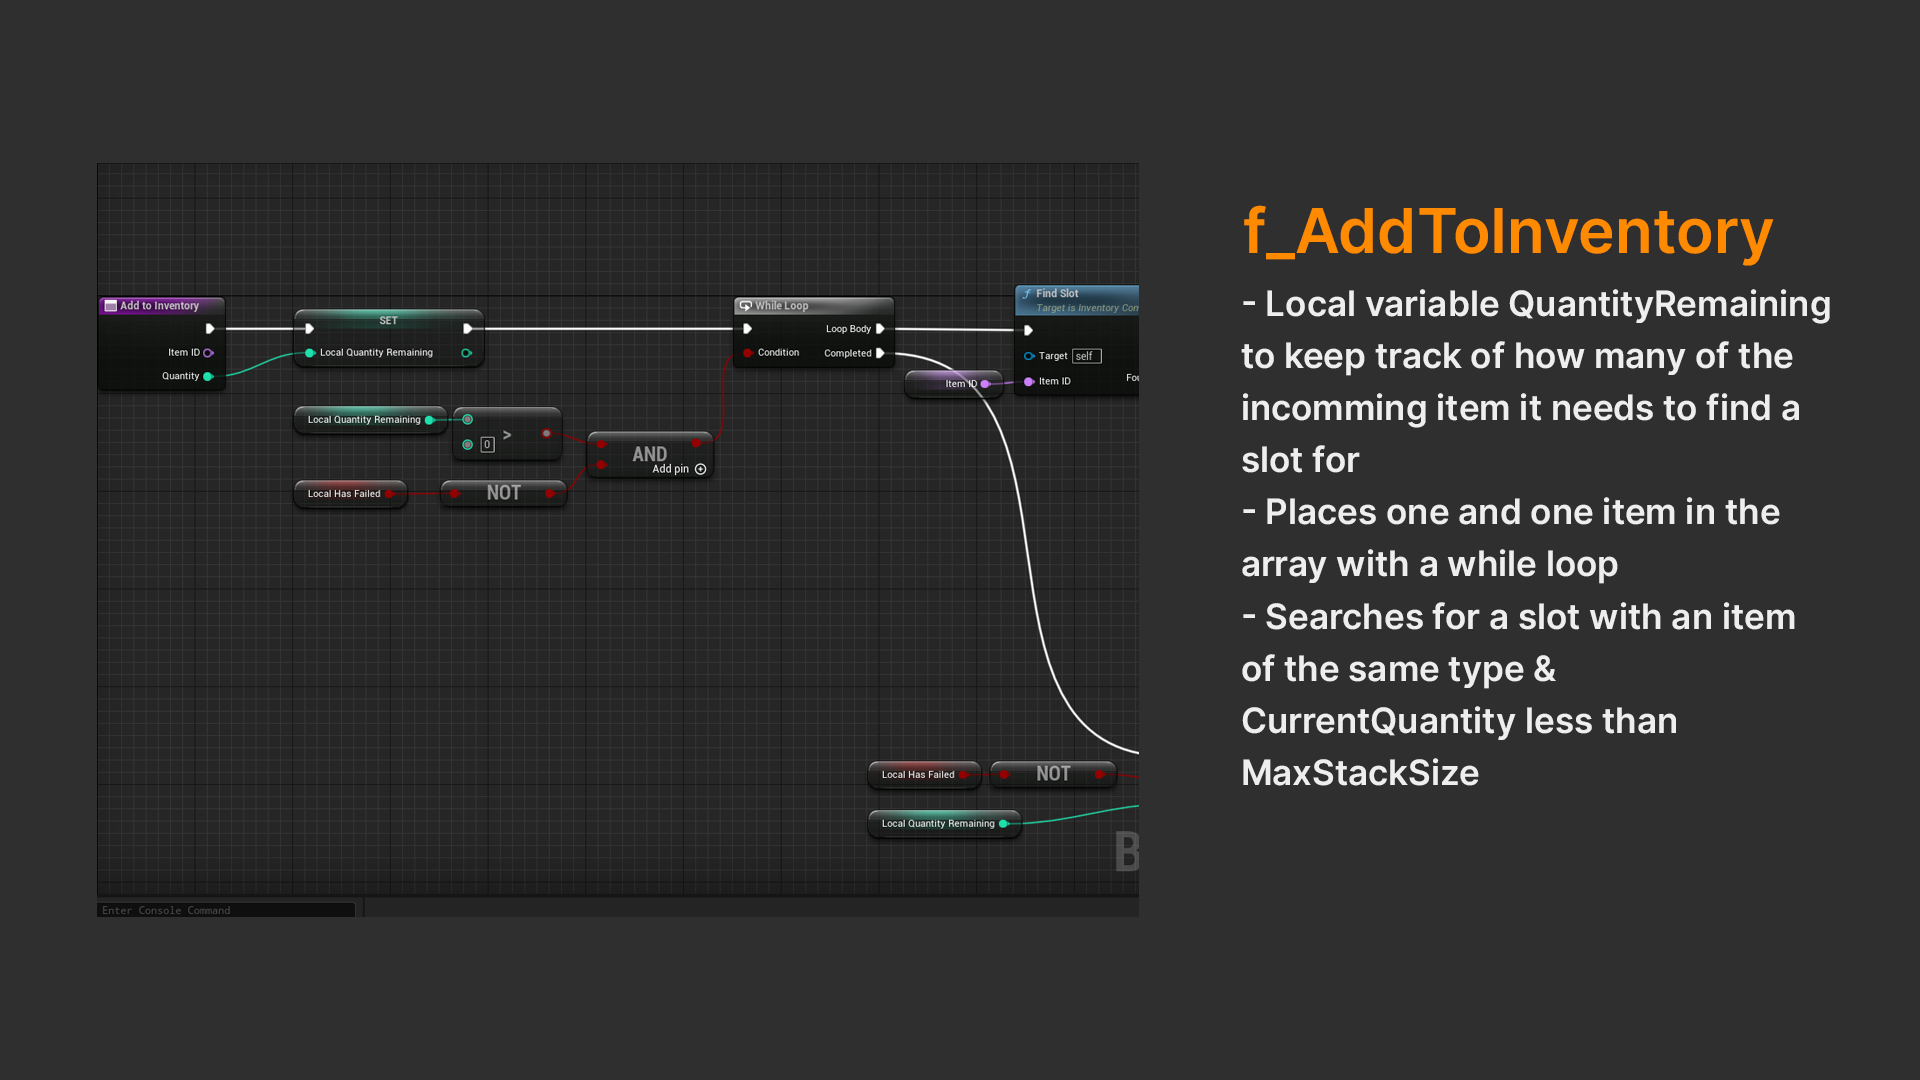 Add to Inventory
Item ID
Quantity
SET
Local Quantity Remaining
While Loop
Loop Body
Condition
Completed
Find Slot
Target is Inventory Com
Target self
Item ID
Item ID
Local Quantity Remaining
0
>
AND
Add pin
Local Has Failed
NOT
Local Has Failed
NOT
Local Quantity Remaining
B
Enter Console Command
f_AddToInventory
- Local variable QuantityRemaining
to keep track of how many of the
incomming item it needs to find a
slot for
- Places one and one item in the
array with a while loop
- Searches for a slot with an item
of the same type &
CurrentQuantity less than
MaxStackSize